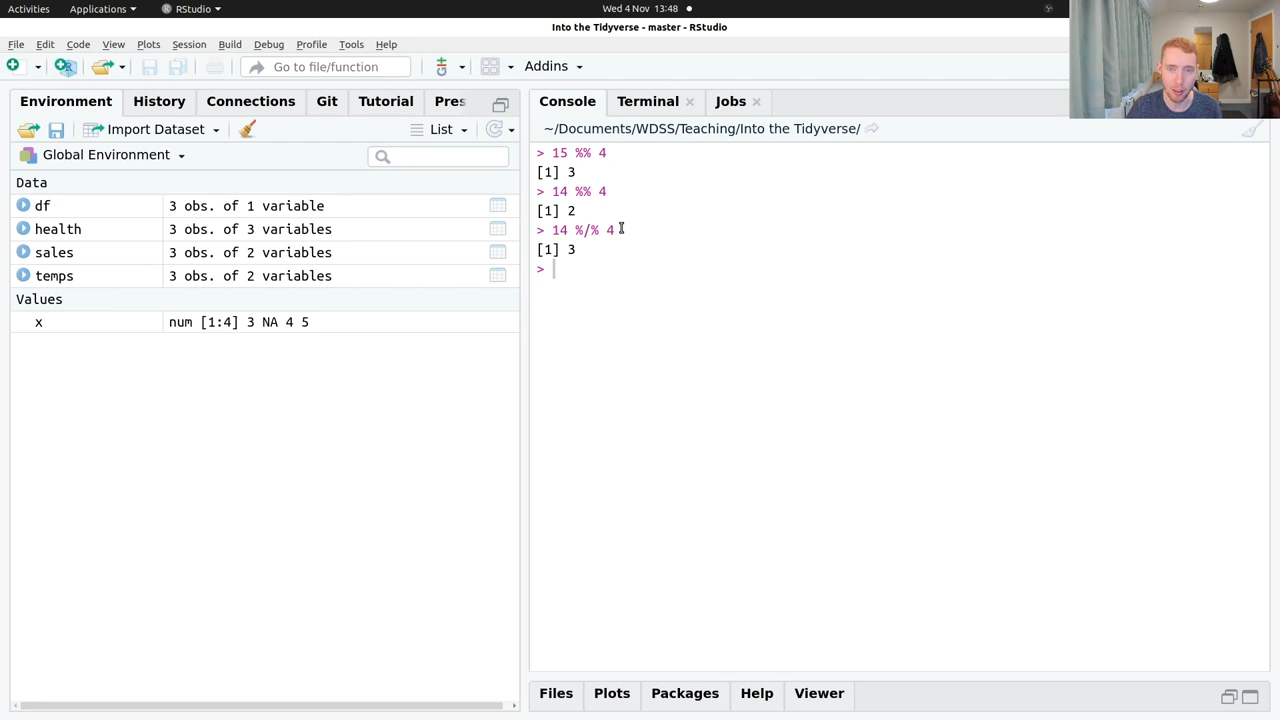 Activities Applications RStudio Wed 4 Nov 13:48
Into the Tidyverse - master - RStudio
File Edit Code View Plots Session Build Debug Profile Tools Help
Go to file/function Addins
Environment History Connections Git Tutorial Pres
Import Dataset List
Global Environment
Data
df 3 obs. of 1 variable
health 3 obs. of 3 variables
sales 3 obs. of 2 variables
temps 3 obs. of 2 variables
Values
x num [1:4] 3 NA 4 5
Console Terminal Jobs
~/Documents/WDSS/Teaching/Into the Tidyverse/
> 15 %% 4
[1] 3
> 14 %% 4
[1] 2
> 14 %/% 4
[1] 3
>
Files Plots Packages Help Viewer